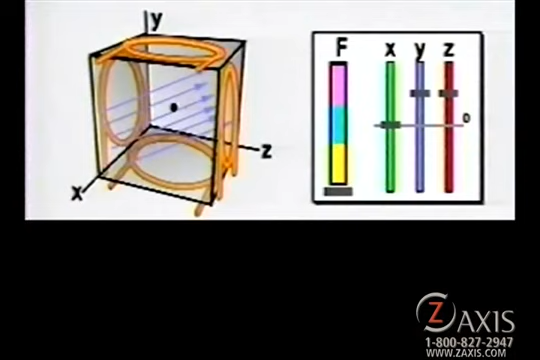 y
z
x
F x y z
0
Z AXIS
1-800-827-2947
WWW.ZAXIS.COM